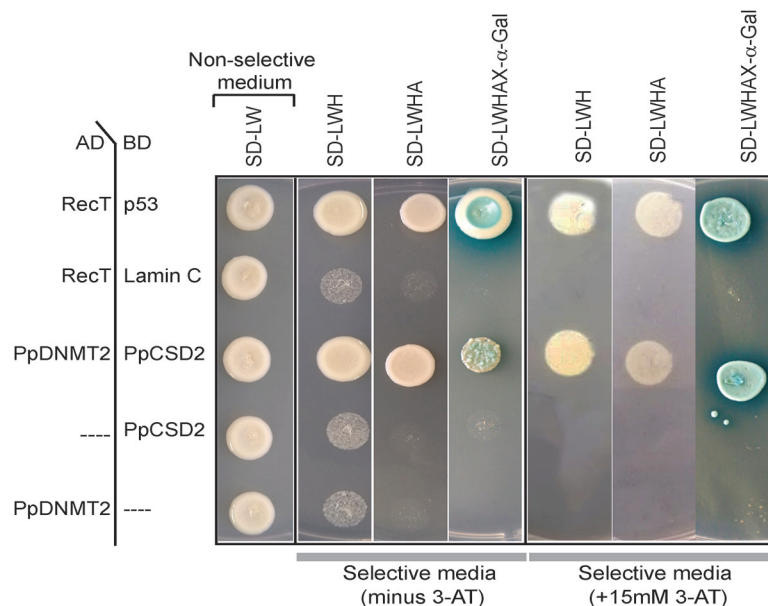 Non-selective
medium
SD-LW
SD-LWH
SD-LWHA
SD-LWHAX-α-Gal
SD-LWH
SD-LWHA
SD-LWHAX-α-Gal
AD BD
RecT p53
RecT Lamin C
PpDNMT2 PpCSD2
---- PpCSD2
PpDNMT2 ----
Selective media
(minus 3-AT)
Selective media
(+15mM 3-AT)